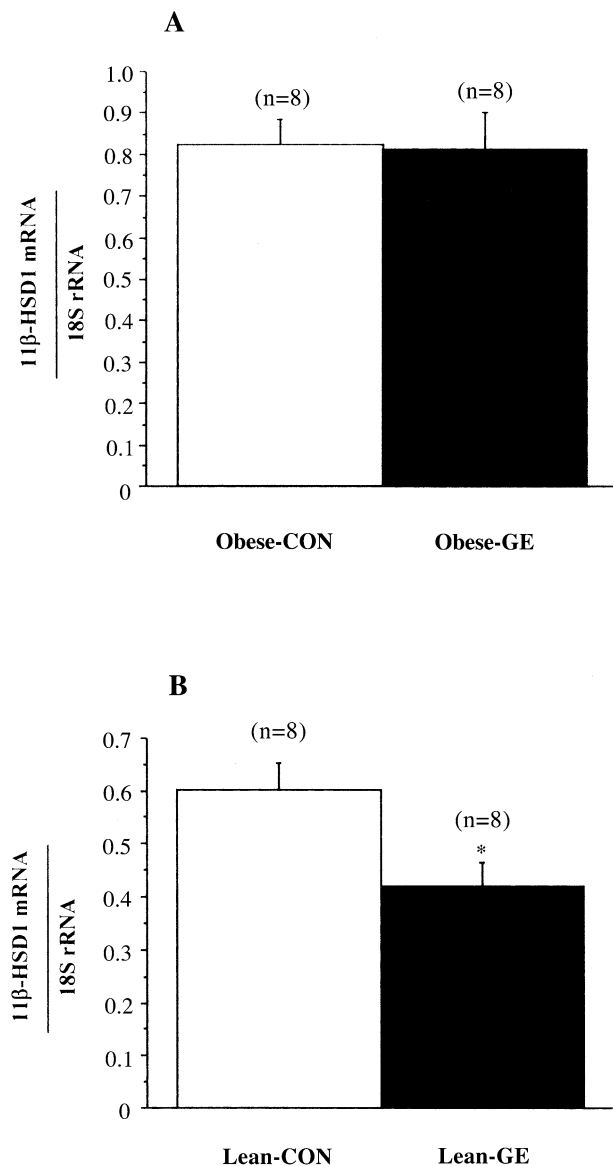 A
1.0
0.9
0.8
0.7
0.6
0.5
0.4
0.3
0.2
0.1
0
11β-HSD1 mRNA
18S rRNA
(n=8)
(n=8)
Obese-CON
Obese-GE
B
0.7
0.6
0.5
0.4
0.3
0.2
0.1
0
11β-HSD1 mRNA
18S rRNA
(n=8)
(n=8)
*
Lean-CON
Lean-GE